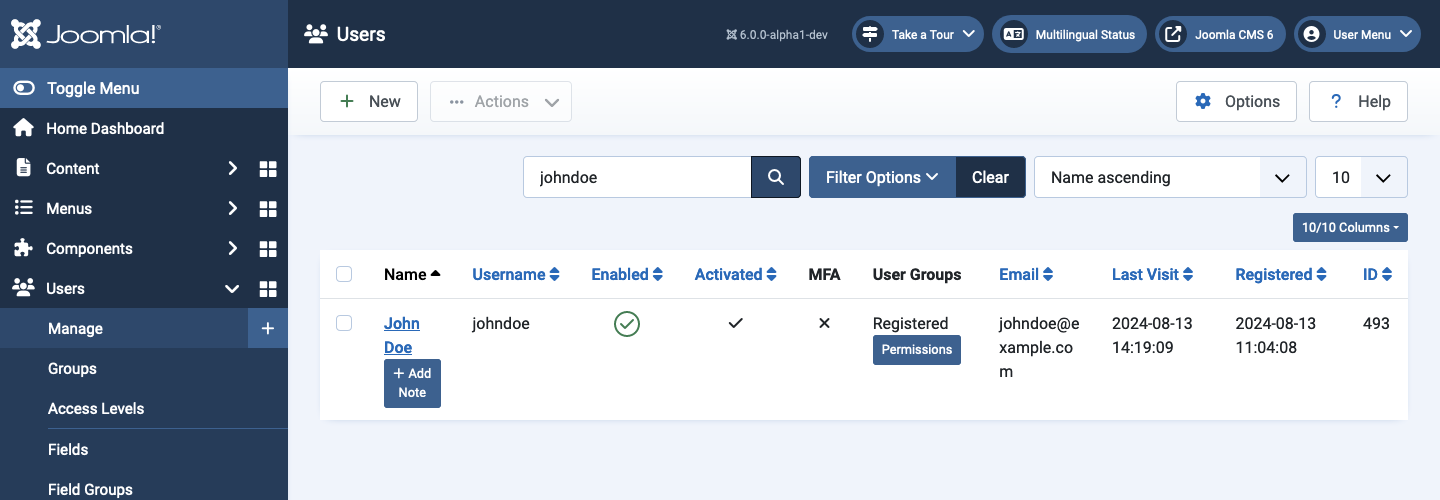 Joomla!®
Users
6.0.0-alpha1-dev
Take a Tour
Multilingual Status
Joomla CMS 6
User Menu
Toggle Menu
Home Dashboard
Content
Menus
Components
Users
Manage
Groups
Access Levels
Fields
Field Groups
New
Actions
Options
? Help
johndoe
Filter Options
Clear
Name ascending
10
10/10 Columns
Name Username Enabled Activated MFA User Groups Email Last Visit Registered ID
John johndoe Registered johndoe@e 2024-08-13 2024-08-13 493
Doe Permissions xample.co 14:19:09 11:04:08
+ Add m
Note